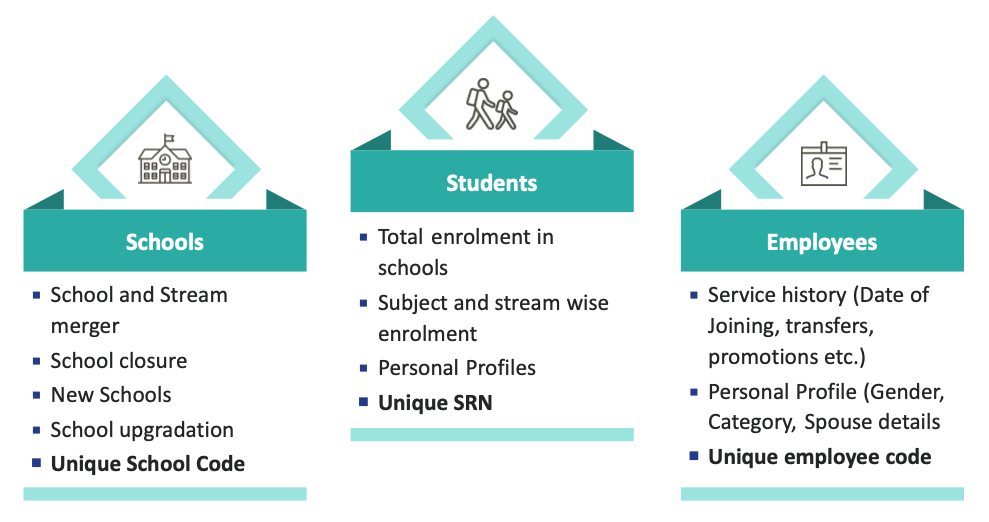 Schools
School and Stream
merger
School closure
New Schools
School upgradation
Unique School Code
Students
Total enrolment in
schools
Subject and stream wise
enrolment
Personal Profiles
Unique SRN
Employees
Service history (Date of
Joining, transfers,
promotions etc.)
Personal Profile (Gender,
Category, Spouse details
Unique employee code